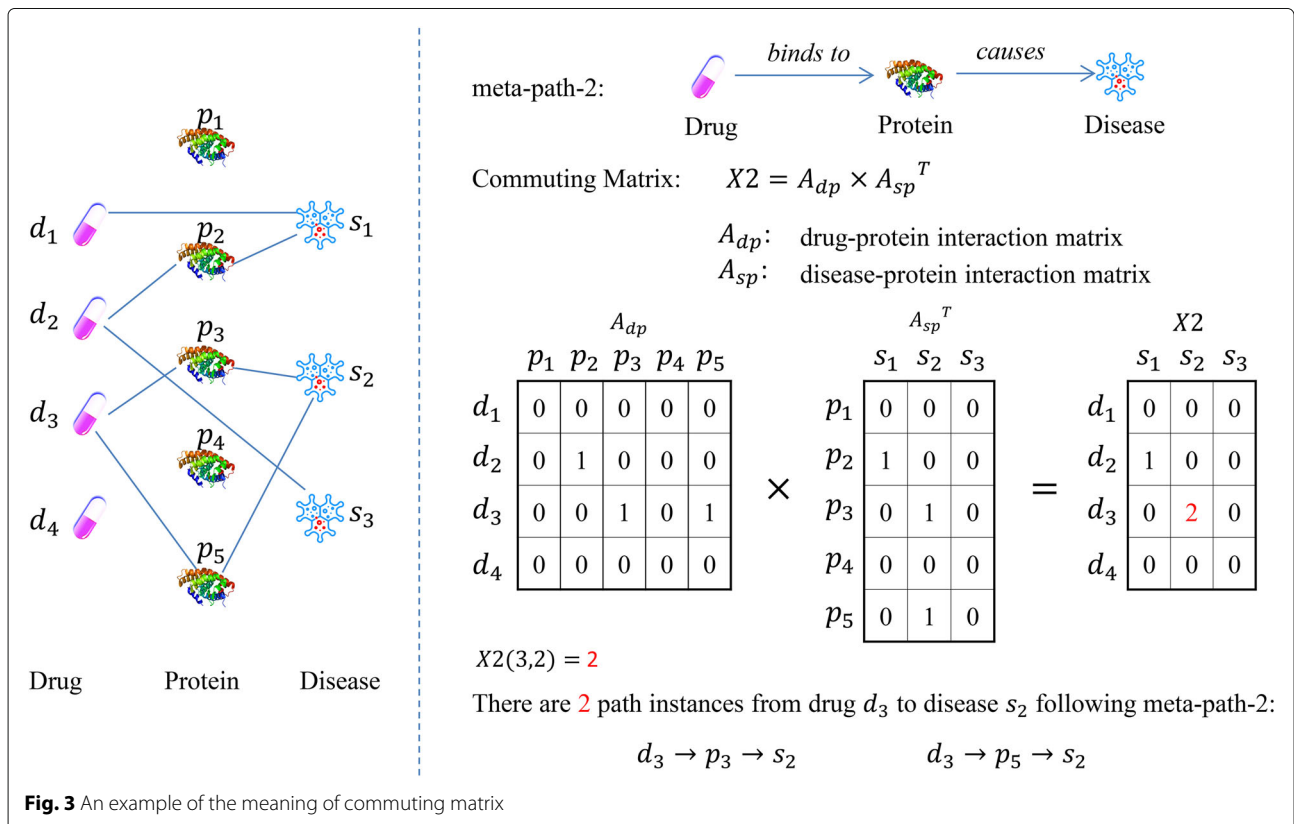 p1
d1
p2
s1
d2
p3
s2
d3
p4
d4
s3
p5
Drug Protein Disease
binds to causes
meta-path-2:
Drug Protein Disease
Commuting Matrix: X2 = A_dp × A_sp^T
A_dp: drug-protein interaction matrix
A_sp: disease-protein interaction matrix
A_dp
p1 p2 p3 p4 p5
d1 0 0 0 0 0
d2 0 1 0 0 0
d3 0 0 1 0 1
d4 0 0 0 0 0
×
A_sp^T
s1 s2 s3
p1 0 0 0
p2 1 0 0
p3 0 1 0
p4 0 0 0
p5 0 1 0
=
X2
s1 s2 s3
d1 0 0 0
d2 1 0 0
d3 0 2 0
d4 0 0 0
X2(3,2) = 2
There are 2 path instances from drug d3 to disease s2 following meta-path-2:
d3 → p3 → s2 d3 → p5 → s2
Fig. 3 An example of the meaning of commuting matrix